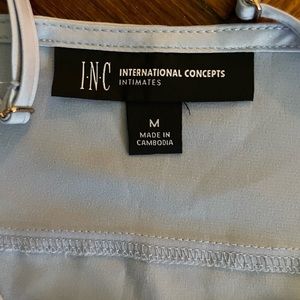 I·N·C INTERNATIONAL CONCEPTS
INTIMATES
M
MADE IN
CAMBODIA